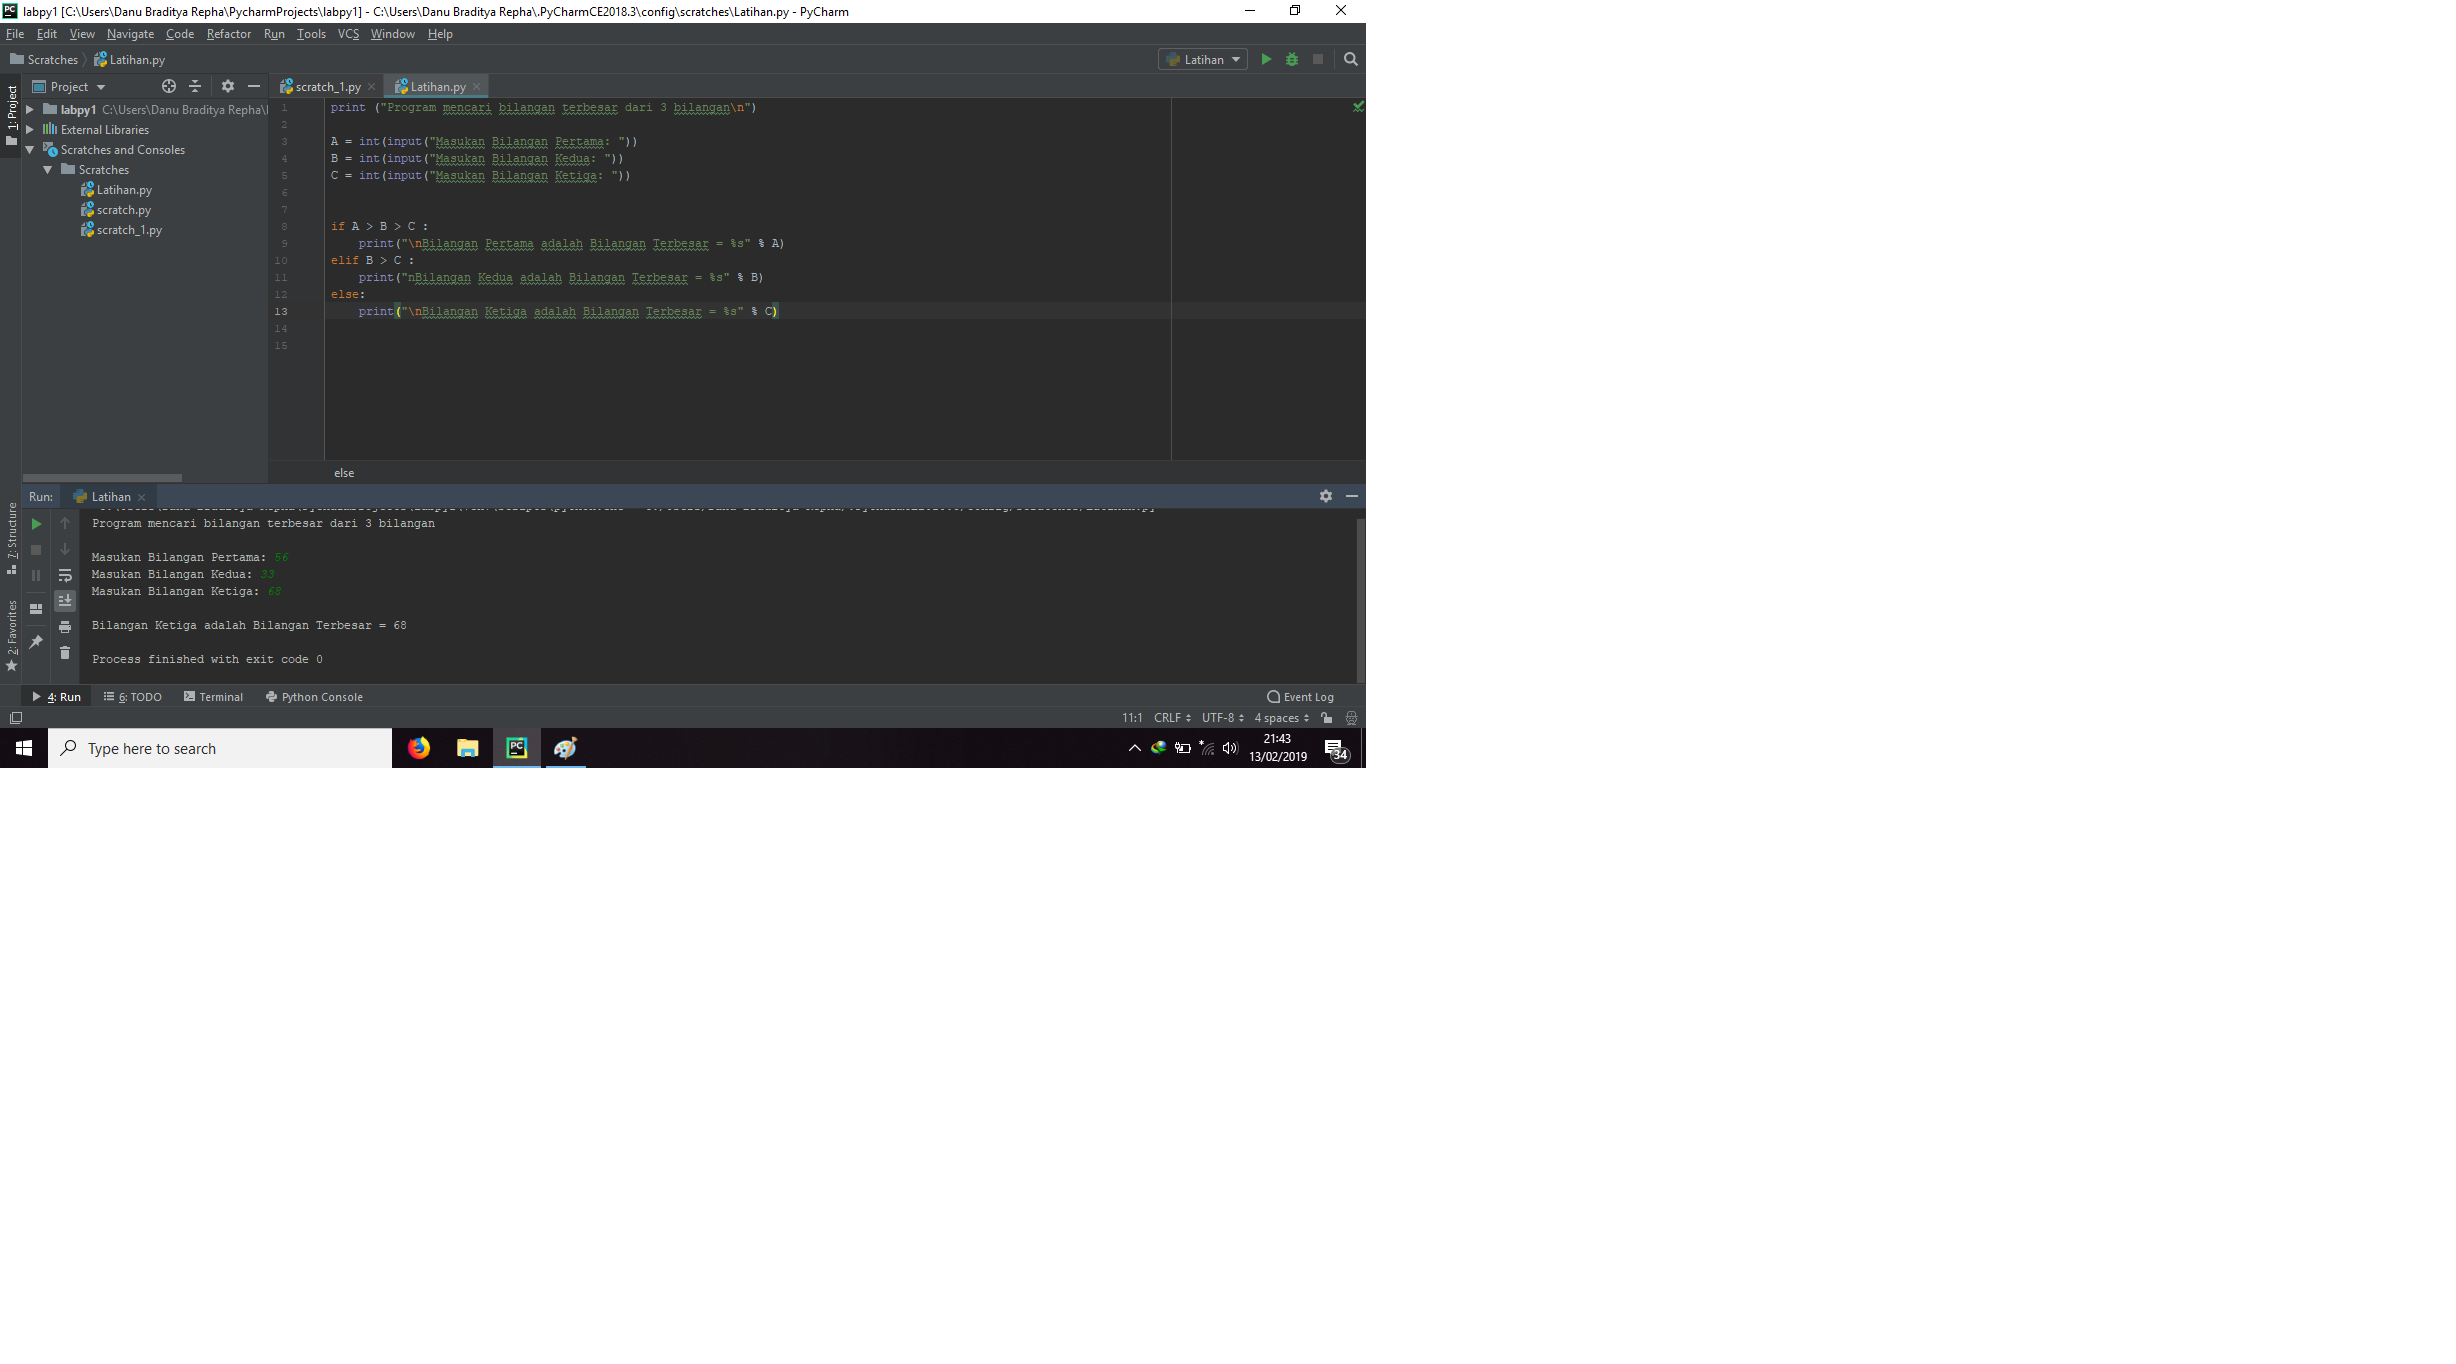 labpy1 [C:\Users\Danu Braditya Repha\PycharmProjects\labpy1] - C:\Users\Danu Braditya Repha\.PyCharmCE2018.3\config\scratches\Latihan.py - PyCharm
File Edit View Navigate Code Refactor Run Tools VCS Window Help
Scratches Latihan.py Latihan
1: Project
Project
labpy1 C:\Users\Danu Braditya Repha\
External Libraries
Scratches and Consoles
Scratches
Latihan.py
scratch.py
scratch_1.py
scratch_1.py Latihan.py
1 print ("Program mencari bilangan terbesar dari 3 bilangan\n")
2
3 A = int(input("Masukan Bilangan Pertama: "))
4 B = int(input("Masukan Bilangan Kedua: "))
5 C = int(input("Masukan Bilangan Ketiga: "))
6
7
8 if A > B > C :
9 print("\nBilangan Pertama adalah Bilangan Terbesar = %s" % A)
10 elif B > C :
11 print("nBilangan Kedua adalah Bilangan Terbesar = %s" % B)
12 else:
13 print("\nBilangan Ketiga adalah Bilangan Terbesar = %s" % C)
14
15
else
Run: Latihan
7: Structure
2: Favorites
Program mencari bilangan terbesar dari 3 bilangan
Masukan Bilangan Pertama: 56
Masukan Bilangan Kedua: 33
Masukan Bilangan Ketiga: 68
Bilangan Ketiga adalah Bilangan Terbesar = 68
Process finished with exit code 0
4: Run 6: TODO Terminal Python Console Event Log
11:1 CRLF UTF-8 4 spaces
Type here to search
21:43
13/02/2019
34